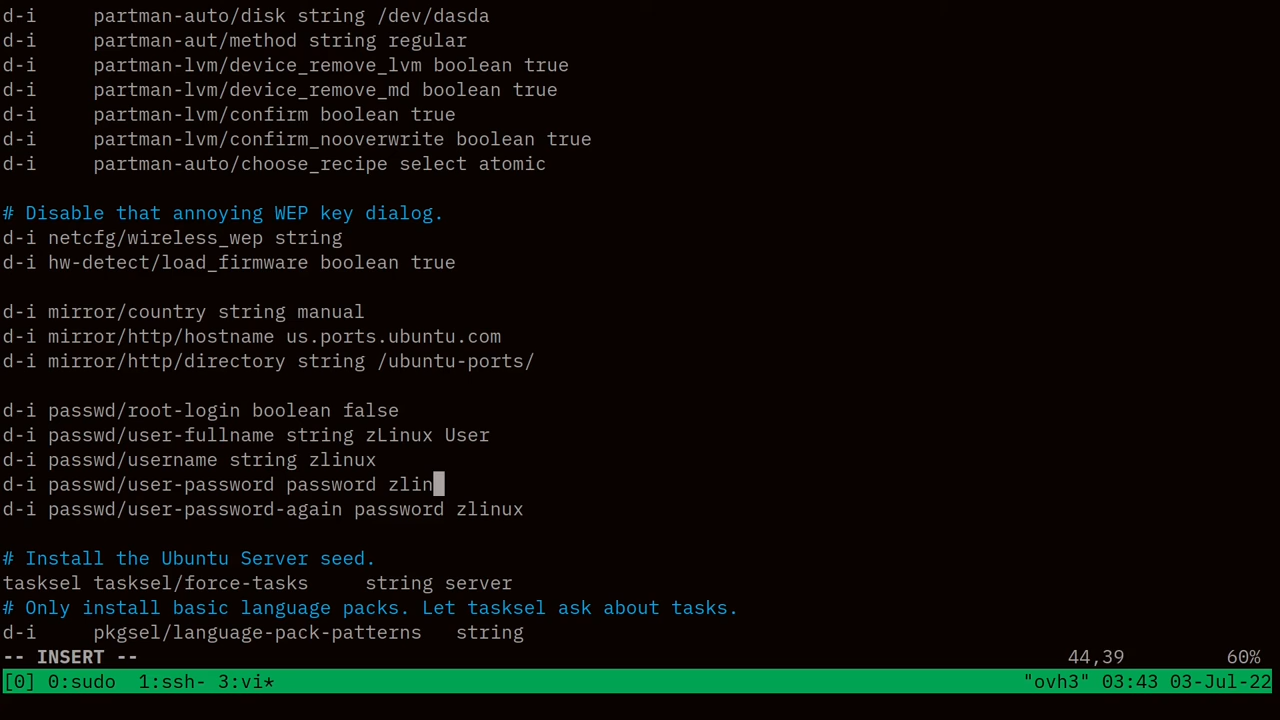 d-i     partman-auto/disk string /dev/dasda
d-i     partman-aut/method string regular
d-i     partman-lvm/device_remove_lvm boolean true
d-i     partman-lvm/device_remove_md boolean true
d-i     partman-lvm/confirm boolean true
d-i     partman-lvm/confirm_nooverwrite boolean true
d-i     partman-auto/choose_recipe select atomic
# Disable that annoying WEP key dialog.
d-i netcfg/wireless_wep string
d-i hw-detect/load_firmware boolean true
d-i mirror/country string manual
d-i mirror/http/hostname us.ports.ubuntu.com
d-i mirror/http/directory string /ubuntu-ports/
d-i passwd/root-login boolean false
d-i passwd/user-fullname string zLinux User
d-i passwd/username string zlinux
d-i passwd/user-password password zlin
d-i passwd/user-password-again password zlinux
# Install the Ubuntu Server seed.
tasksel tasksel/force-tasks     string server
# Only install basic language packs. Let tasksel ask about tasks.
d-i     pkgsel/language-pack-patterns   string
-- INSERT --                    44,39         60%
[0] 0:sudo  1:ssh- 3:vi*                    "ovh3" 03:43 03-Jul-22